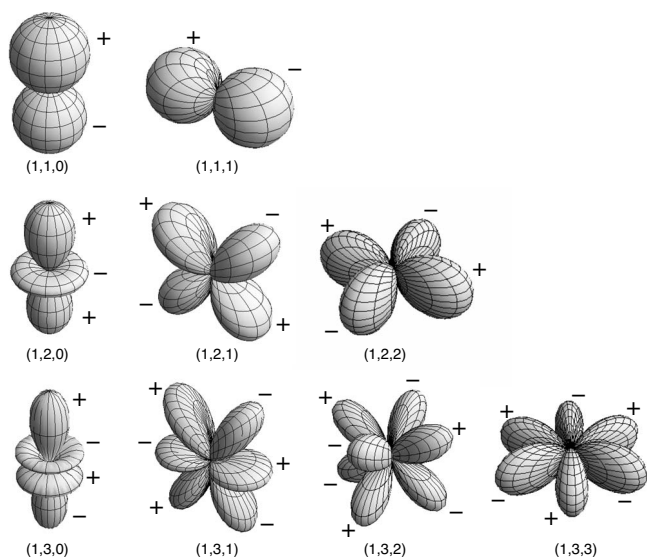 + + −
−
(1,1,0) (1,1,1)
+ + −
− + − +
+ − + − +
(1,2,0) (1,2,1) (1,2,2)
+ + − + − + − +
− − + − +
+ + −
− + − + − − + −
(1,3,0) (1,3,1) (1,3,2) (1,3,3)